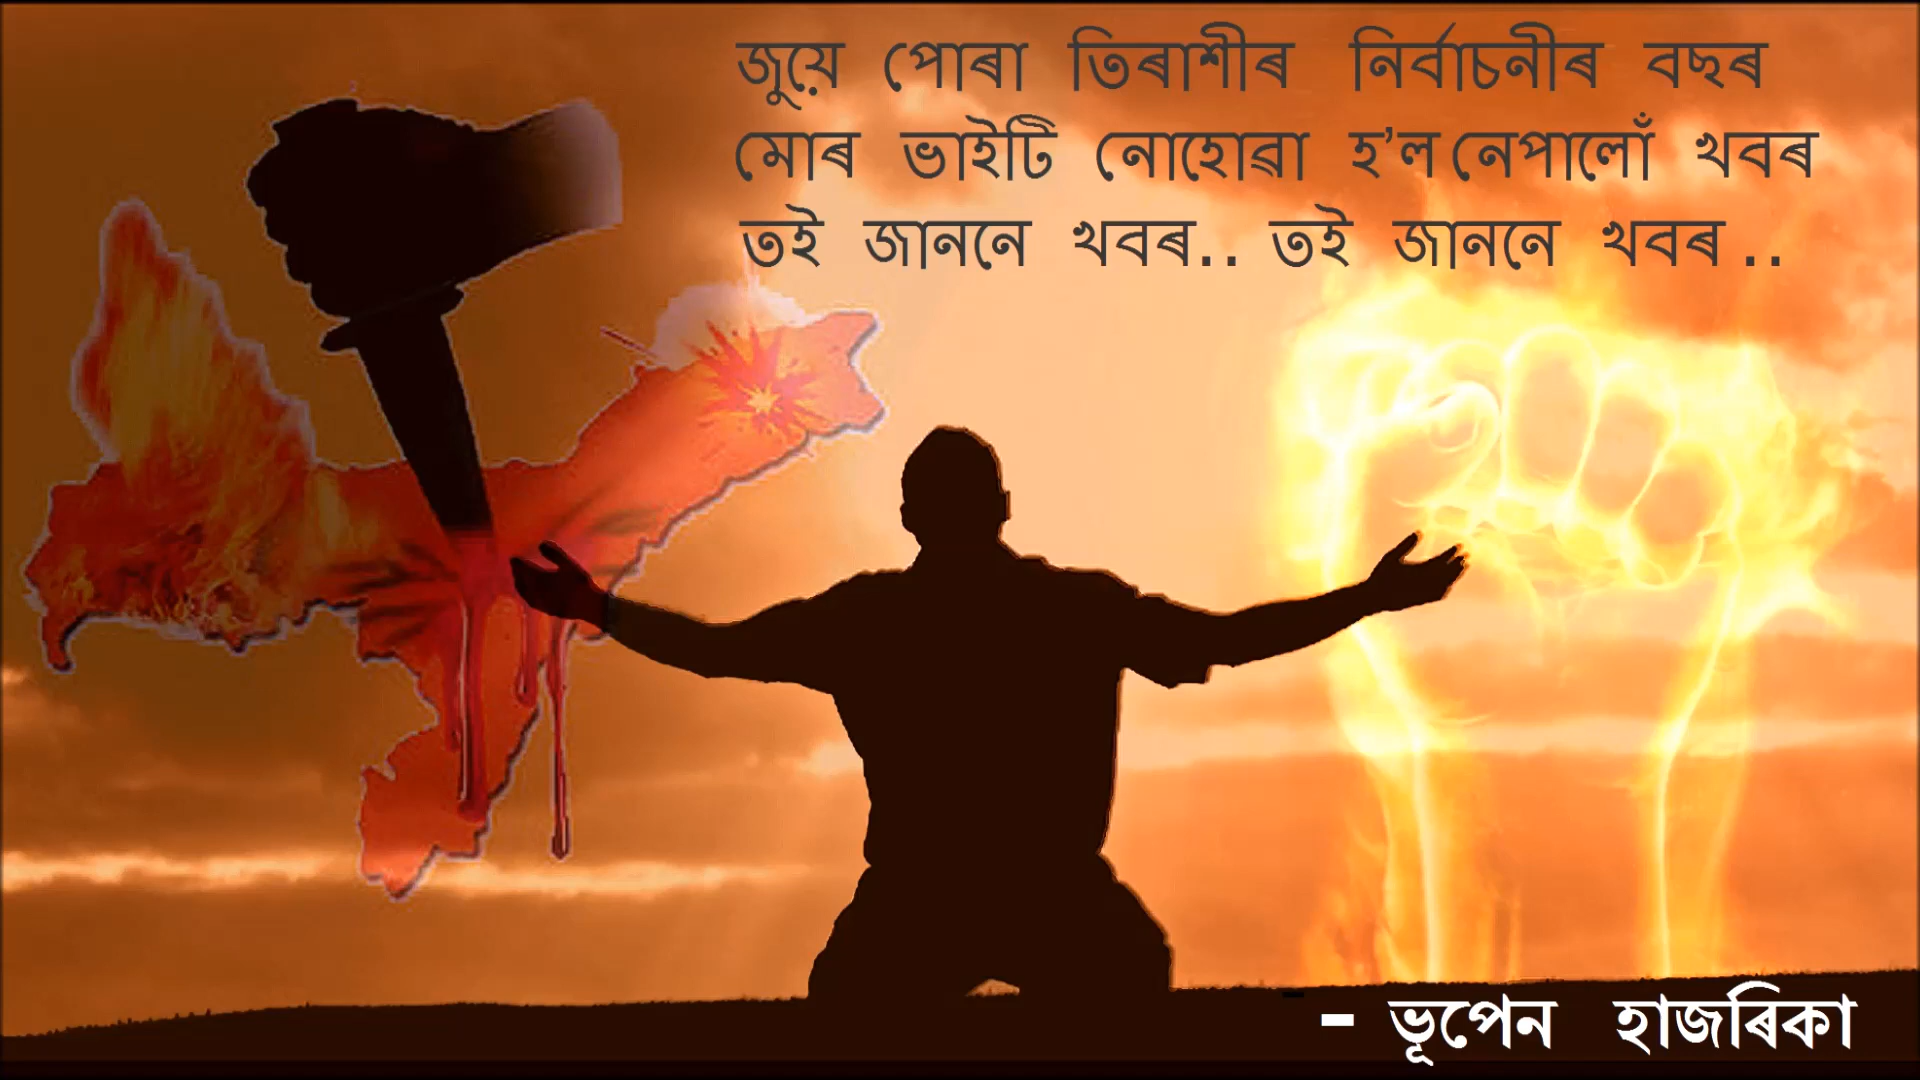 জুয়ে পোৰা তিৰাশীৰ নিৰ্বাচনীৰ বছৰ
মোৰ ভাইটি নোহোৱা হ’ল নেপালোঁ খবৰ
তই জাননে খবৰ.. তই জাননে খবৰ ..
- ভূপেন হাজৰিকা